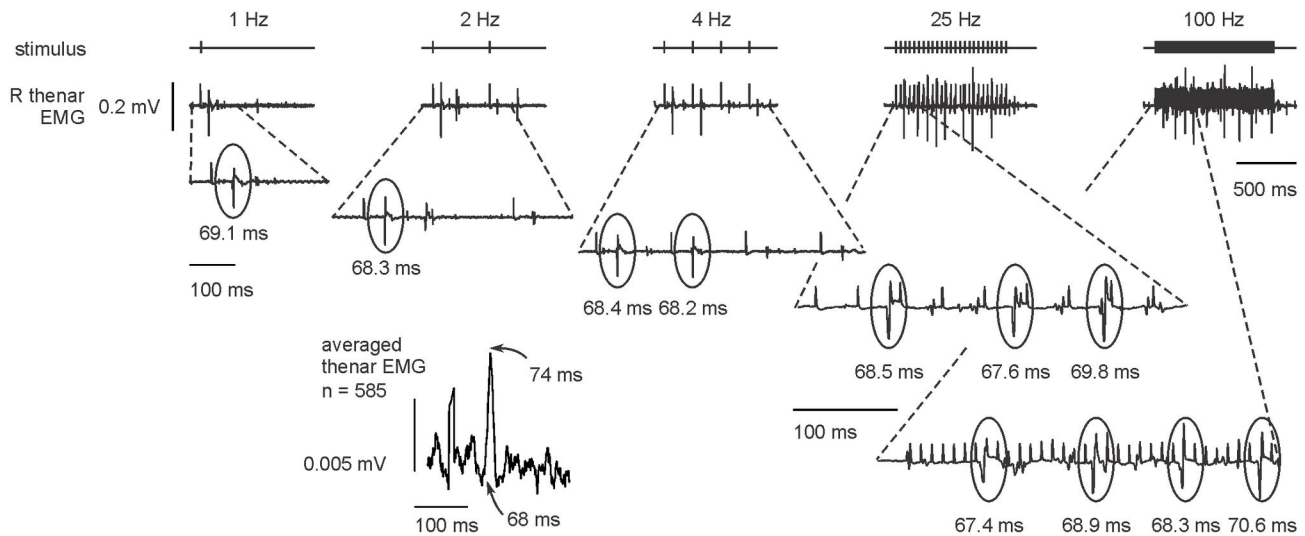 1 Hz 2 Hz 4 Hz 25 Hz 100 Hz
stimulus
R thenar
EMG
0.2 mV
500 ms
69.1 ms
100 ms
68.3 ms
68.4 ms 68.2 ms
68.5 ms 67.6 ms 69.8 ms
100 ms
averaged
thenar EMG
n = 585
74 ms
0.005 mV
100 ms
68 ms
67.4 ms 68.9 ms 68.3 ms 70.6 ms